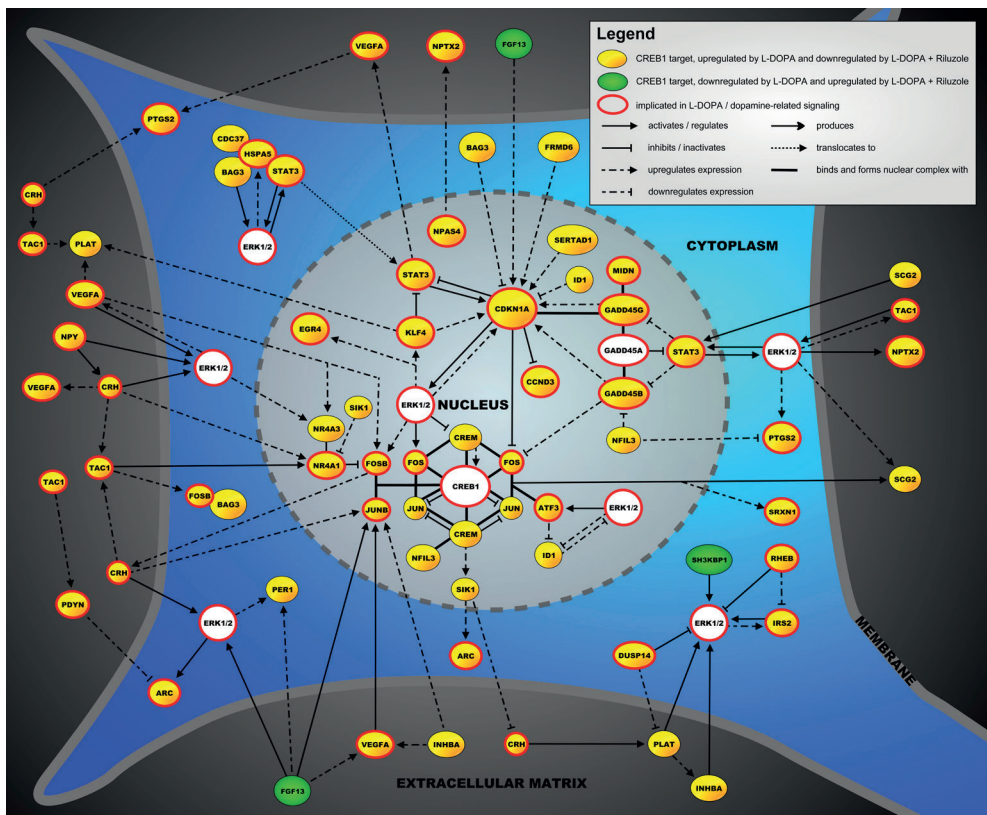 Legend
CREB1 target, upregulated by L-DOPA and downregulated by L-DOPA + Riluzole
CREB1 target, downregulated by L-DOPA and upregulated by L-DOPA + Riluzole
implicated in L-DOPA / dopamine-related signaling
activates / regulates
produces
inhibits / inactivates
translocates to
upregulates expression
binds and forms nuclear complex with
downregulates expression
VEGFA
NPTX2
FGF13
PTGS2
CDC37
HSPA5
BAG3
STAT3
BAG3
FRMD6
CRH
TAC1
PLAT
ERK1/2
NPAS4
SERTAD1
CYTOPLASM
STAT3
ID1
MIDN
SCG2
VEGFA
CDKN1A
GADD45G
TAC1
EGR4
KLF4
NPY
GADD45A
STAT3
ERK1/2
NPTX2
ERK1/2
CRH
VEGFA
CCND3
GADD45B
ERK1/2
NUCLEUS
SIK1
NR4A3
CREM
NFIL3
PTGS2
NR4A1
FOSB
FOS
FOS
TAC1
CREB1
SCG2
TAC1
FOSB
BAG3
JUNB
JUN
JUN
ATF3
ERK1/2
SRXN1
CREM
NFIL3
ID1
CRH
SH3KBP1
RHEB
PER1
SIK1
PDYN
ERK1/2
ERK1/2
IRS2
ARC
DUSP14
MEMBRANE
ARC
VEGFA
INHBA
CRH
PLAT
EXTRACELLULAR MATRIX
FGF13
INHBA